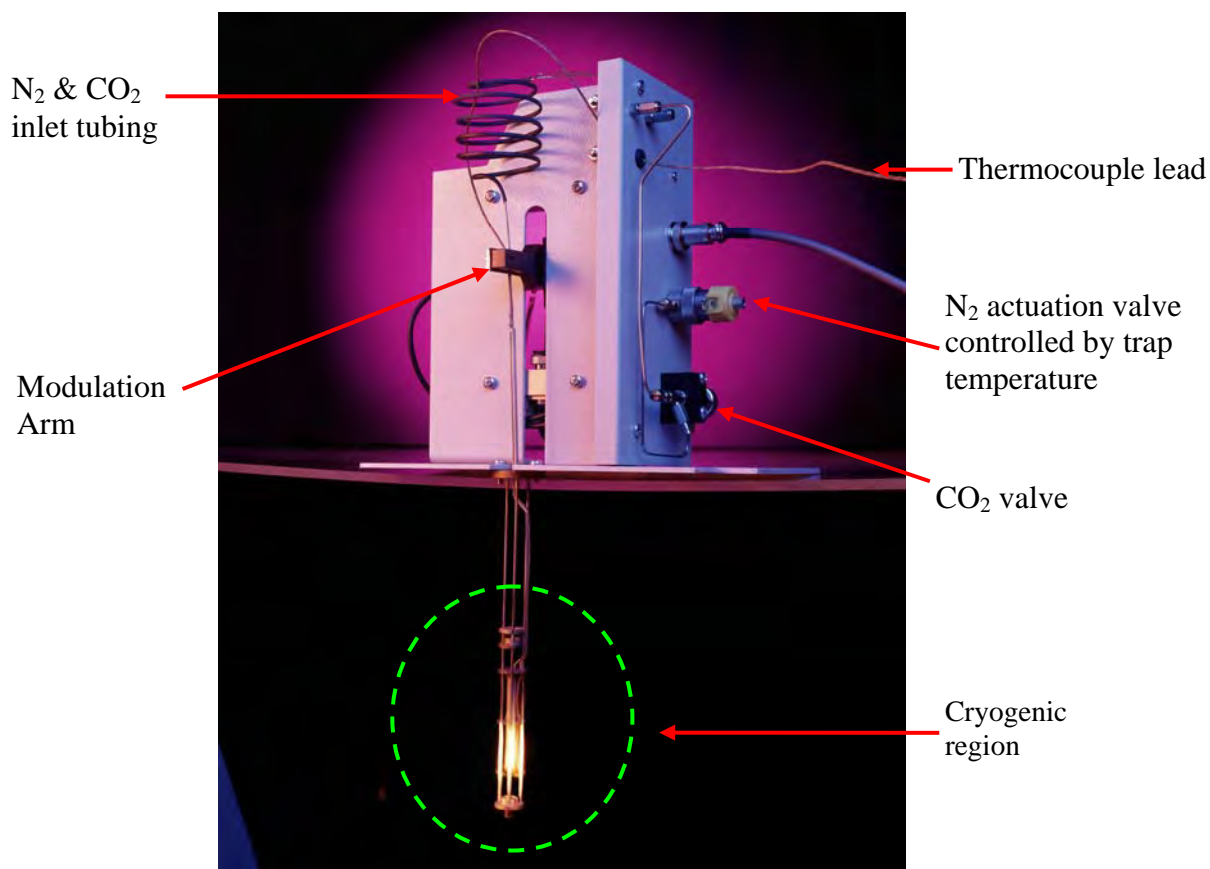 N₂ & CO₂
inlet tubing
Thermocouple lead
N₂ actuation valve
controlled by trap
temperature
Modulation
Arm
CO₂ valve
Cryogenic
region